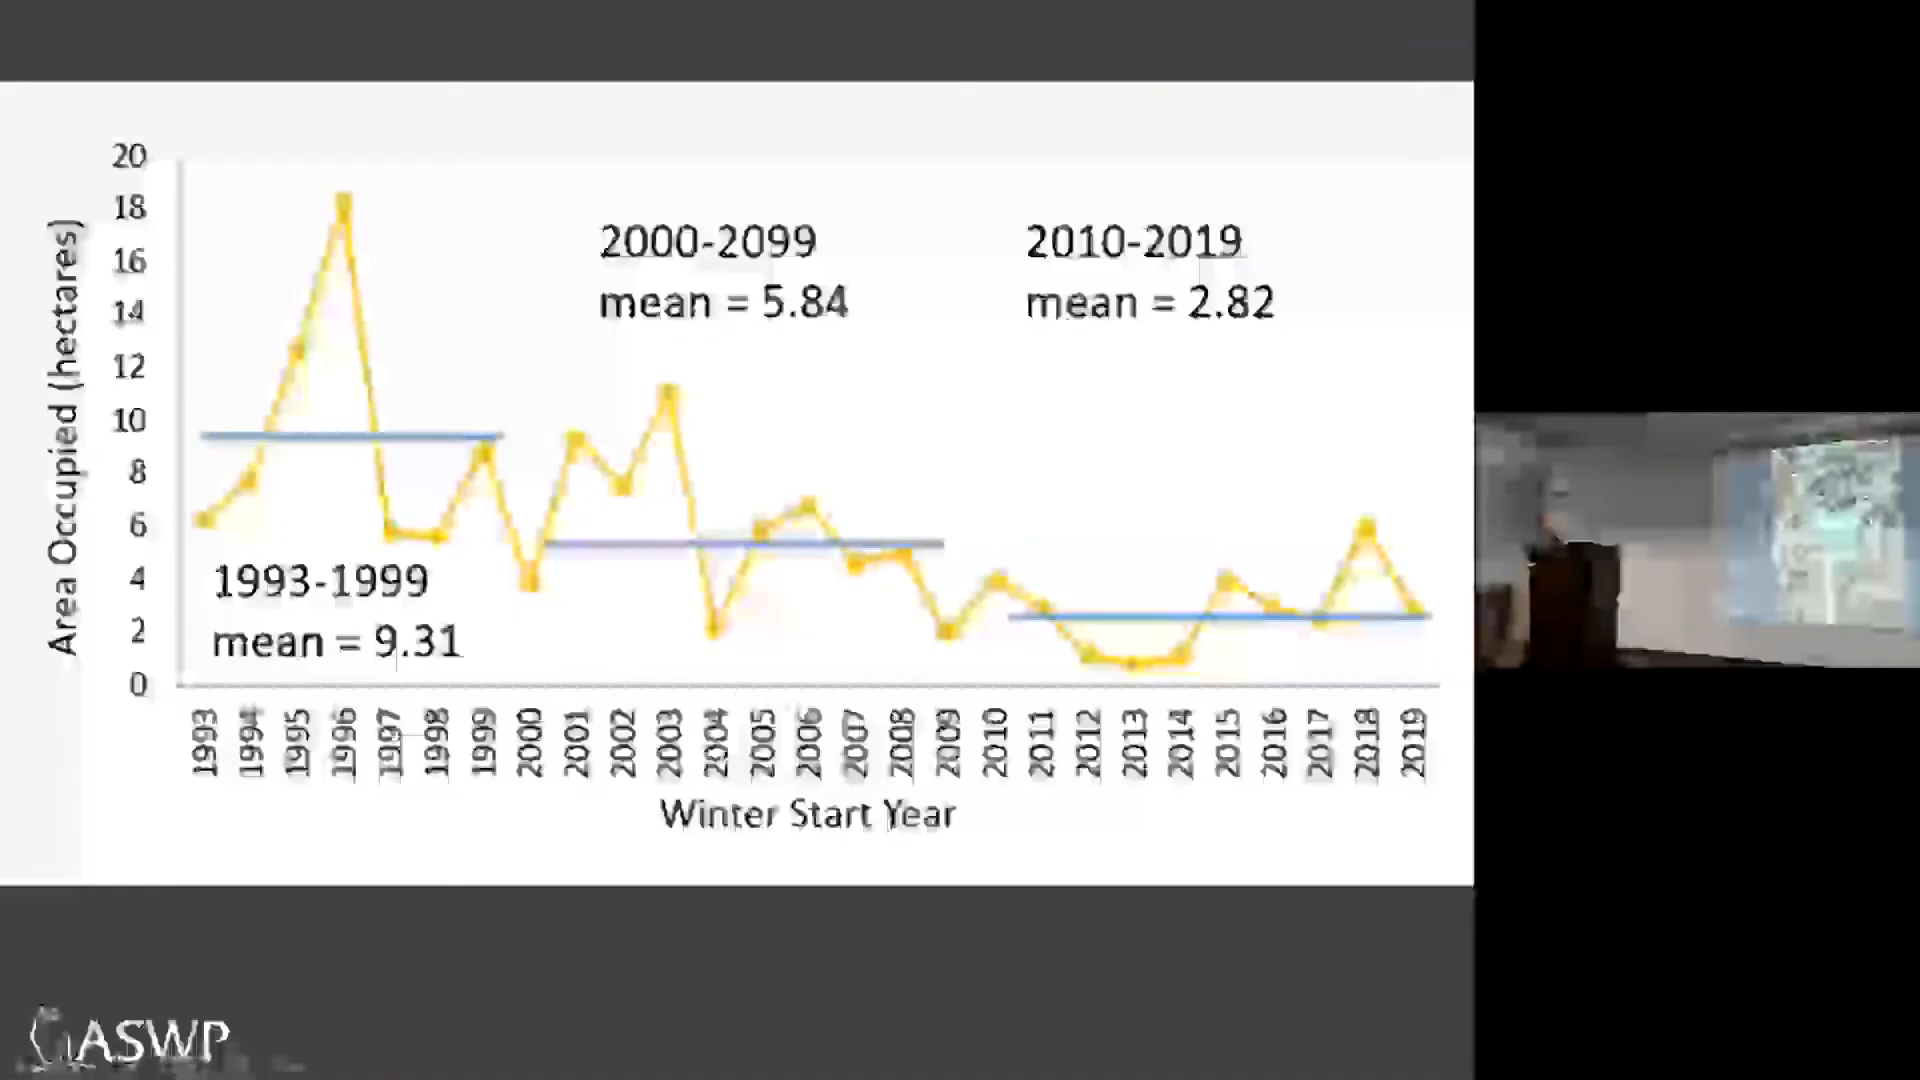 20
18
16
14
12
10
8
6
4
2
0
Area Occupied (hectares)
2000-2099
mean = 5.84
2010-2019
mean = 2.82
1993-1999
mean = 9.31
1993 1994 1995 1996 1997 1998 1999 2000 2001 2002 2003 2004 2005 2006 2007 2008 2009 2010 2011 2012 2013 2014 2015 2016 2017 2018 2019
Winter Start Year
ASWP